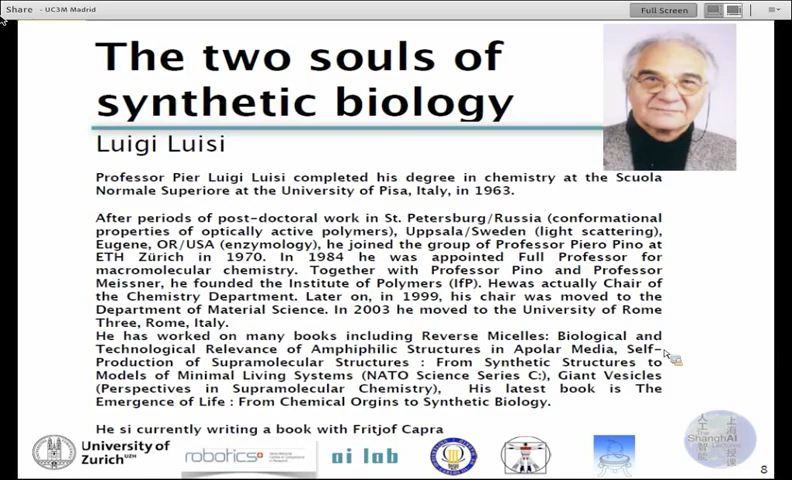 Share - UC3M Madrid
Full Screen
The two souls of
synthetic biology
Luigi Luisi
Professor Pier Luigi Luisi completed his degree in chemistry at the Scuola
Normale Superiore at the University of Pisa, Italy, in 1963.
After periods of post-doctoral work in St. Petersburg/Russia (conformational
properties of optically active polymers), Uppsala/Sweden (light scattering),
Eugene, OR/USA (enzymology), he joined the group of Professor Piero Pino at
ETH Zürich in 1970. In 1984 he was appointed Full Professor for
macromolecular chemistry. Together with Professor Pino and Professor
Meissner, he founded the Institute of Polymers (IfP). Hewas actually Chair of
the Chemistry Department. Later on, in 1999, his chair was moved to the
Department of Material Science. In 2003 he moved to the University of Rome
Three, Rome, Italy.
He has worked on many books including Reverse Micelles: Biological and
Technological Relevance of Amphiphilic Structures in Apolar Media, Self-
Production of Supramolecular Structures : From Synthetic Structures to
Models of Minimal Living Systems (NATO Science Series C:), Giant Vesicles
(Perspectives in Supramolecular Chemistry), His latest book is The
Emergence of Life : From Chemical Orgins to Synthetic Biology.
He si currently writing a book with Fritjof Capra
University of
Zurich UZH
robotics+
ai lab
人工智能
The
ShanghAI
Lectures
上海授课
8